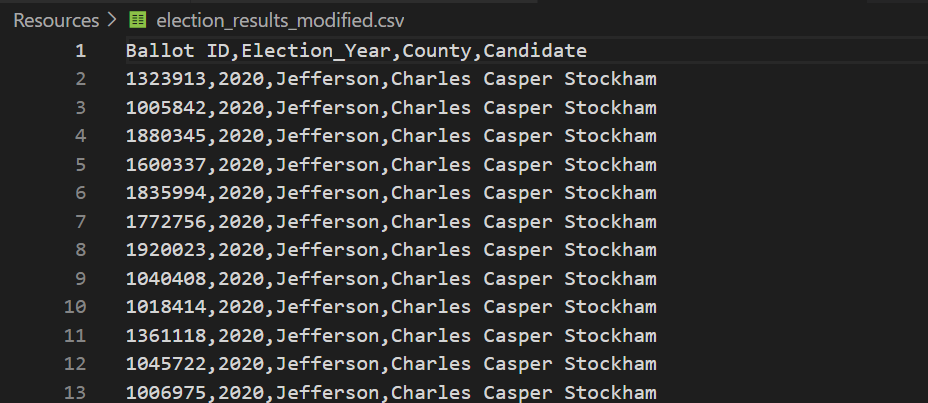 Resources > election_results_modified.csv
1 Ballot ID,Election_Year,County,Candidate
2 1323913,2020,Jefferson,Charles Casper Stockham
3 1005842,2020,Jefferson,Charles Casper Stockham
4 1880345,2020,Jefferson,Charles Casper Stockham
5 1600337,2020,Jefferson,Charles Casper Stockham
6 1835994,2020,Jefferson,Charles Casper Stockham
7 1772756,2020,Jefferson,Charles Casper Stockham
8 1920023,2020,Jefferson,Charles Casper Stockham
9 1040408,2020,Jefferson,Charles Casper Stockham
10 1018414,2020,Jefferson,Charles Casper Stockham
11 1361118,2020,Jefferson,Charles Casper Stockham
12 1045722,2020,Jefferson,Charles Casper Stockham
13 1006975,2020,Jefferson,Charles Casper Stockham